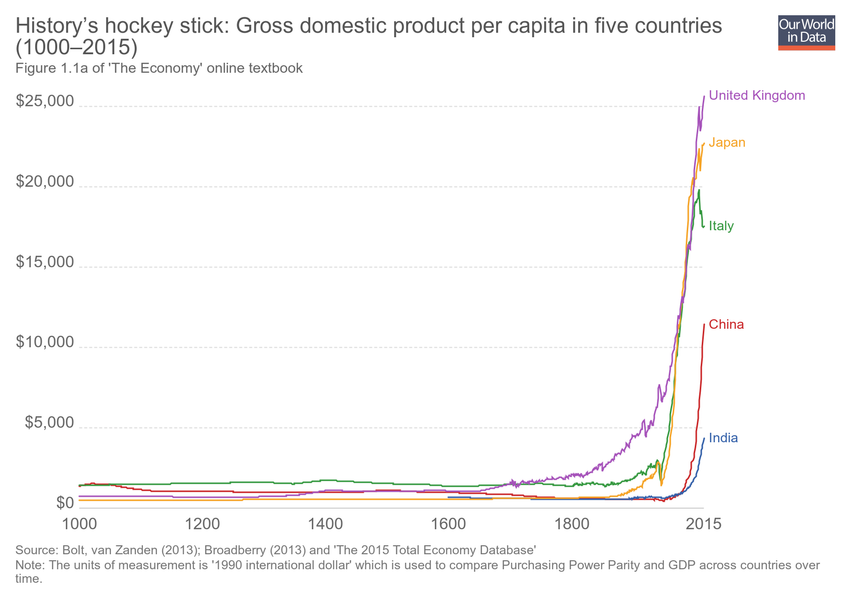 History's hockey stick: Gross domestic product per capita in five countries
(1000–2015)
Our World
in Data
Figure 1.1a of 'The Economy' online textbook
$25,000
$20,000
$15,000
$10,000
$5,000
$0
United Kingdom
Japan
Italy
China
India
1000
1200
1400
1600
1800
2015
Source: Bolt, van Zanden (2013); Broadberry (2013) and 'The 2015 Total Economy Database'
Note: The units of measurement is '1990 international dollar' which is used to compare Purchasing Power Parity and GDP across countries over
time.